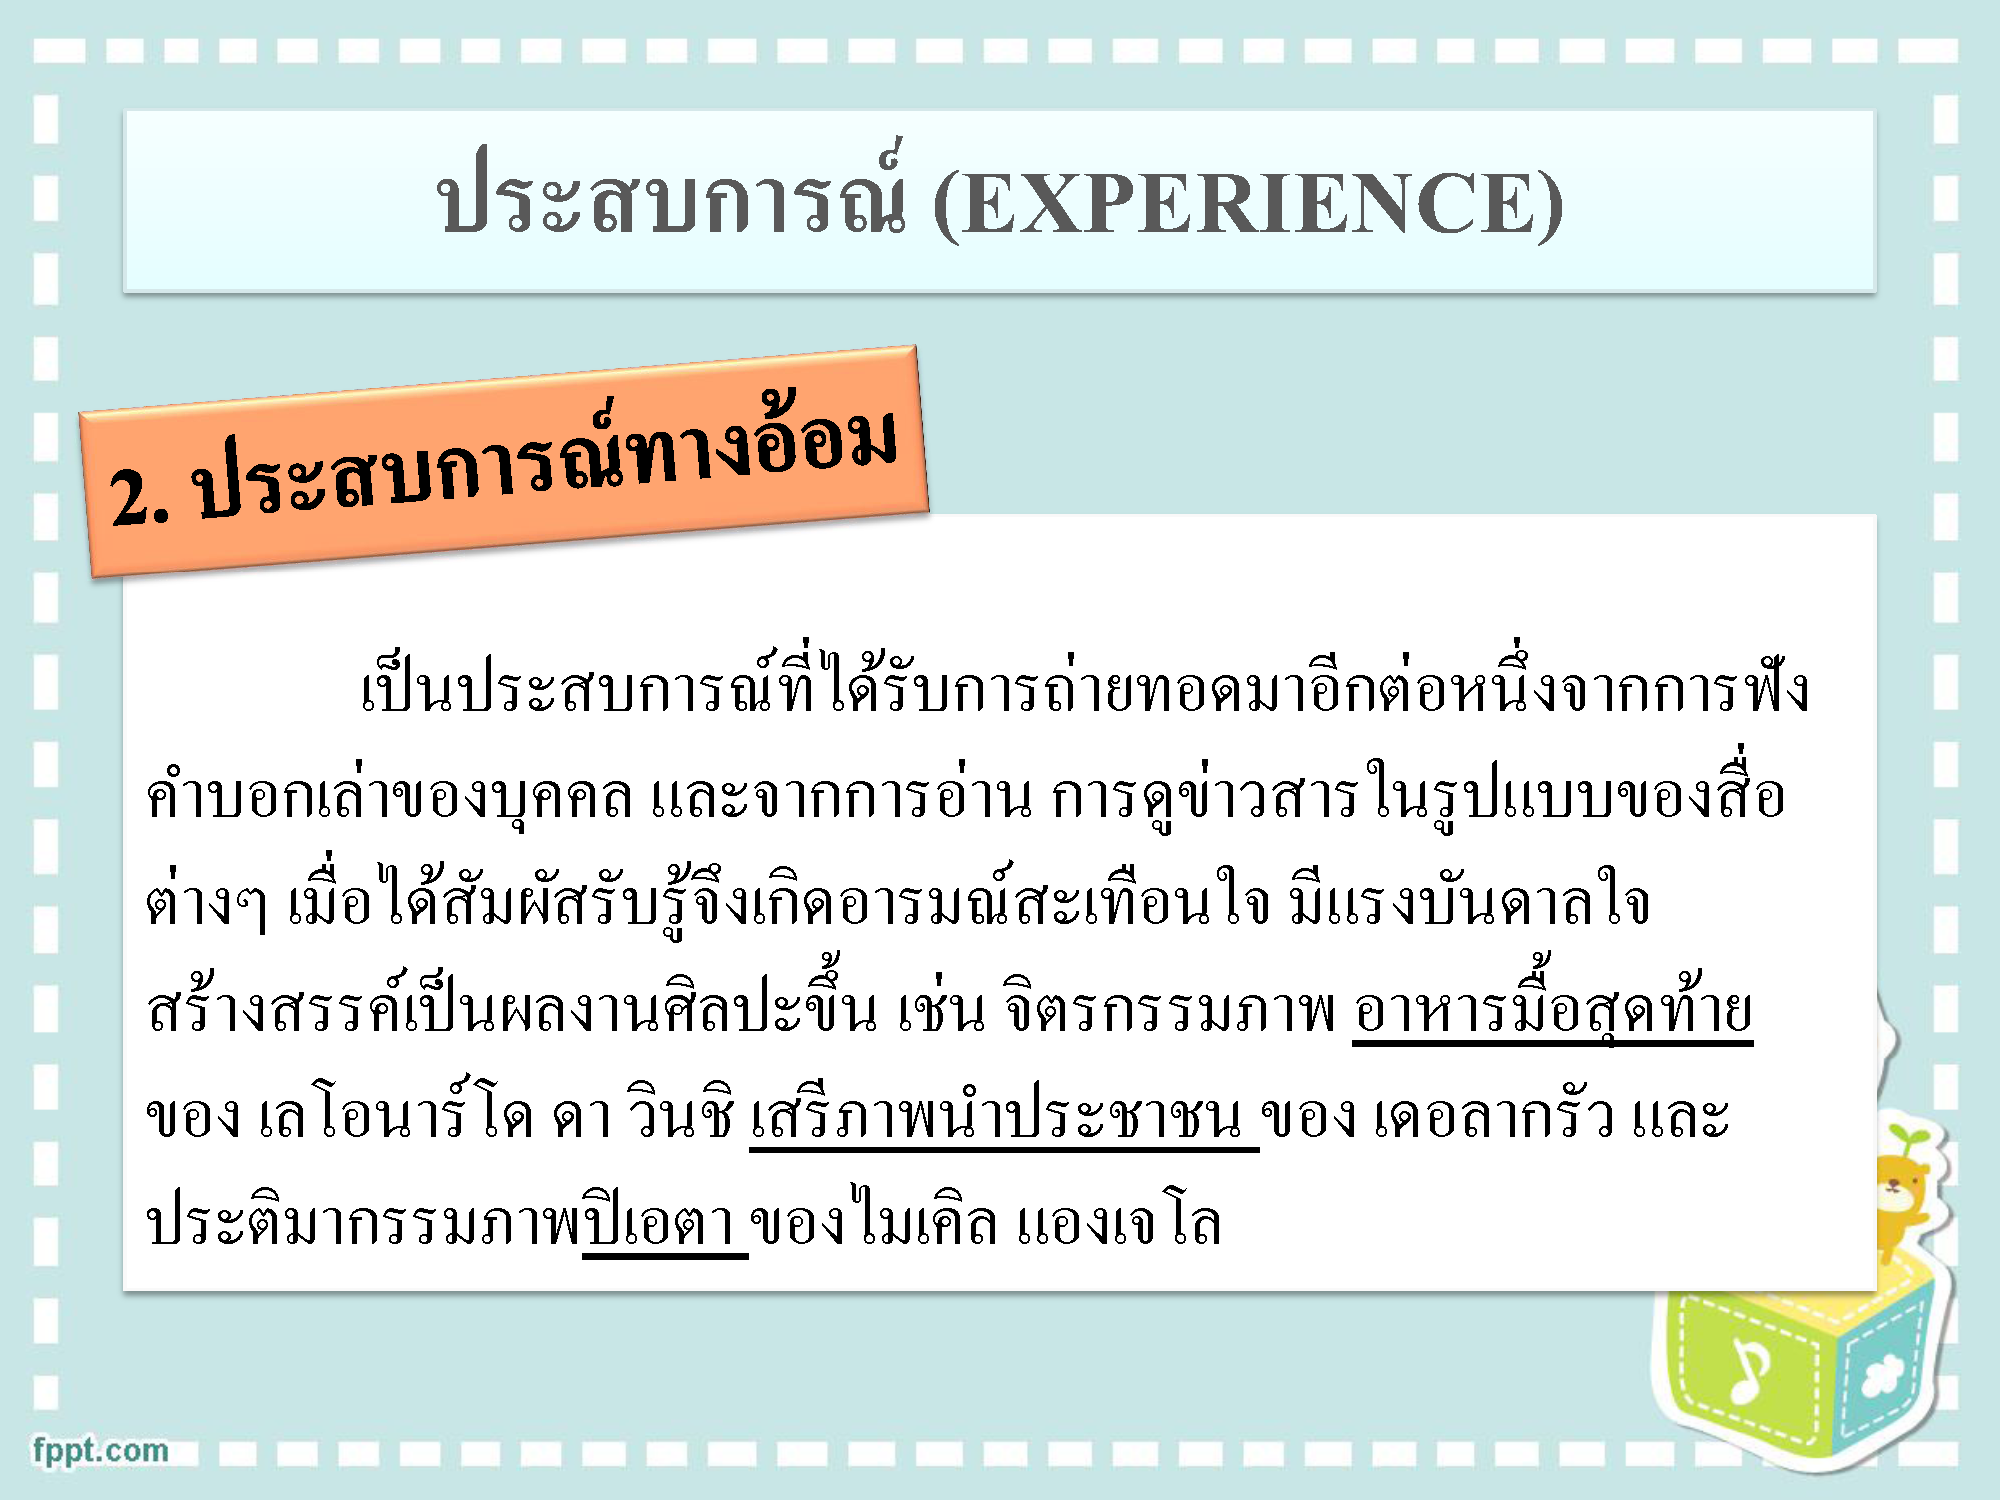 ประสบการณ์ (EXPERIENCE)
2. ประสบการณ์ทางอ้อม
เป็นประสบการณ์ที่ได้รับการถ่ายทอดมาอีกต่อหนึ่งจากการฟัง
คำบอกเล่าของบุคคล และจากการอ่าน การดูข่าวสารในรูปแบบของสื่อ
ต่างๆ เมื่อได้สัมผัสรับรู้จึงเกิดอารมณ์สะเทือนใจ มีแรงบันดาลใจ
สร้างสรรค์เป็นผลงานศิลปะขึ้น เช่น จิตรกรรมภาพ อาหารมื้อสุดท้าย
ของ เลโอนาร์โด ดา วินชิ เสรีภาพนำประชาชน ของ เดอลากรัว และ
ประติมากรรมภาพปิเอตา ของไมเคิล แองเจโล
fppt.com